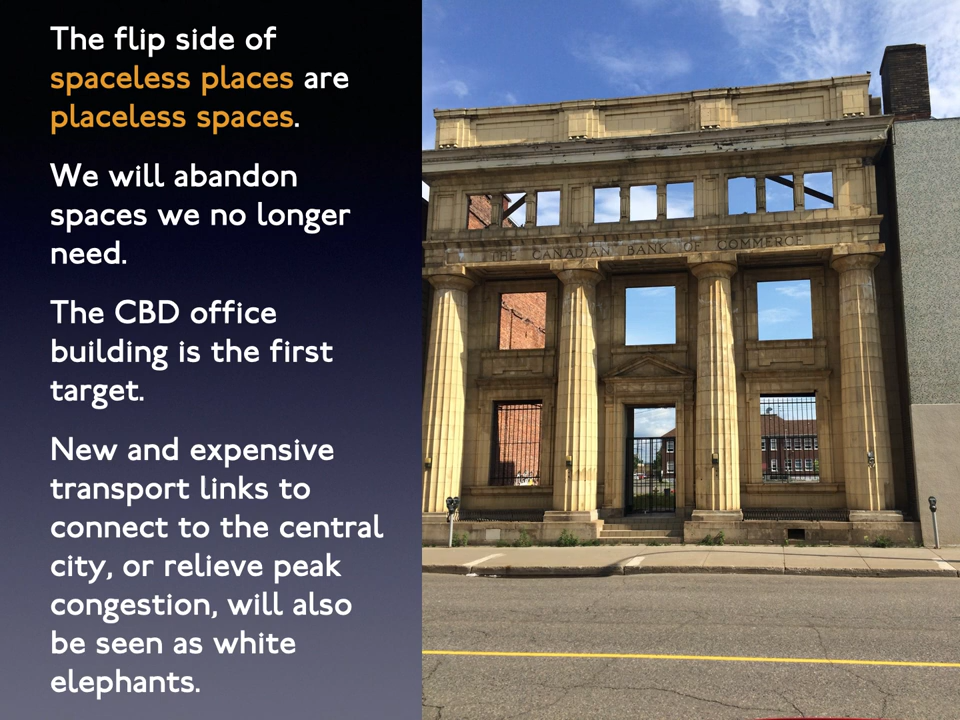 The flip side of
spaceless places are
placeless spaces.
We will abandon
spaces we no longer
need.
The CBD office
building is the first
target.
New and expensive
transport links to
connect to the central
city, or relieve peak
congestion, will also
be seen as white
elephants.
THE CANADIAN BANK OF COMMERCE